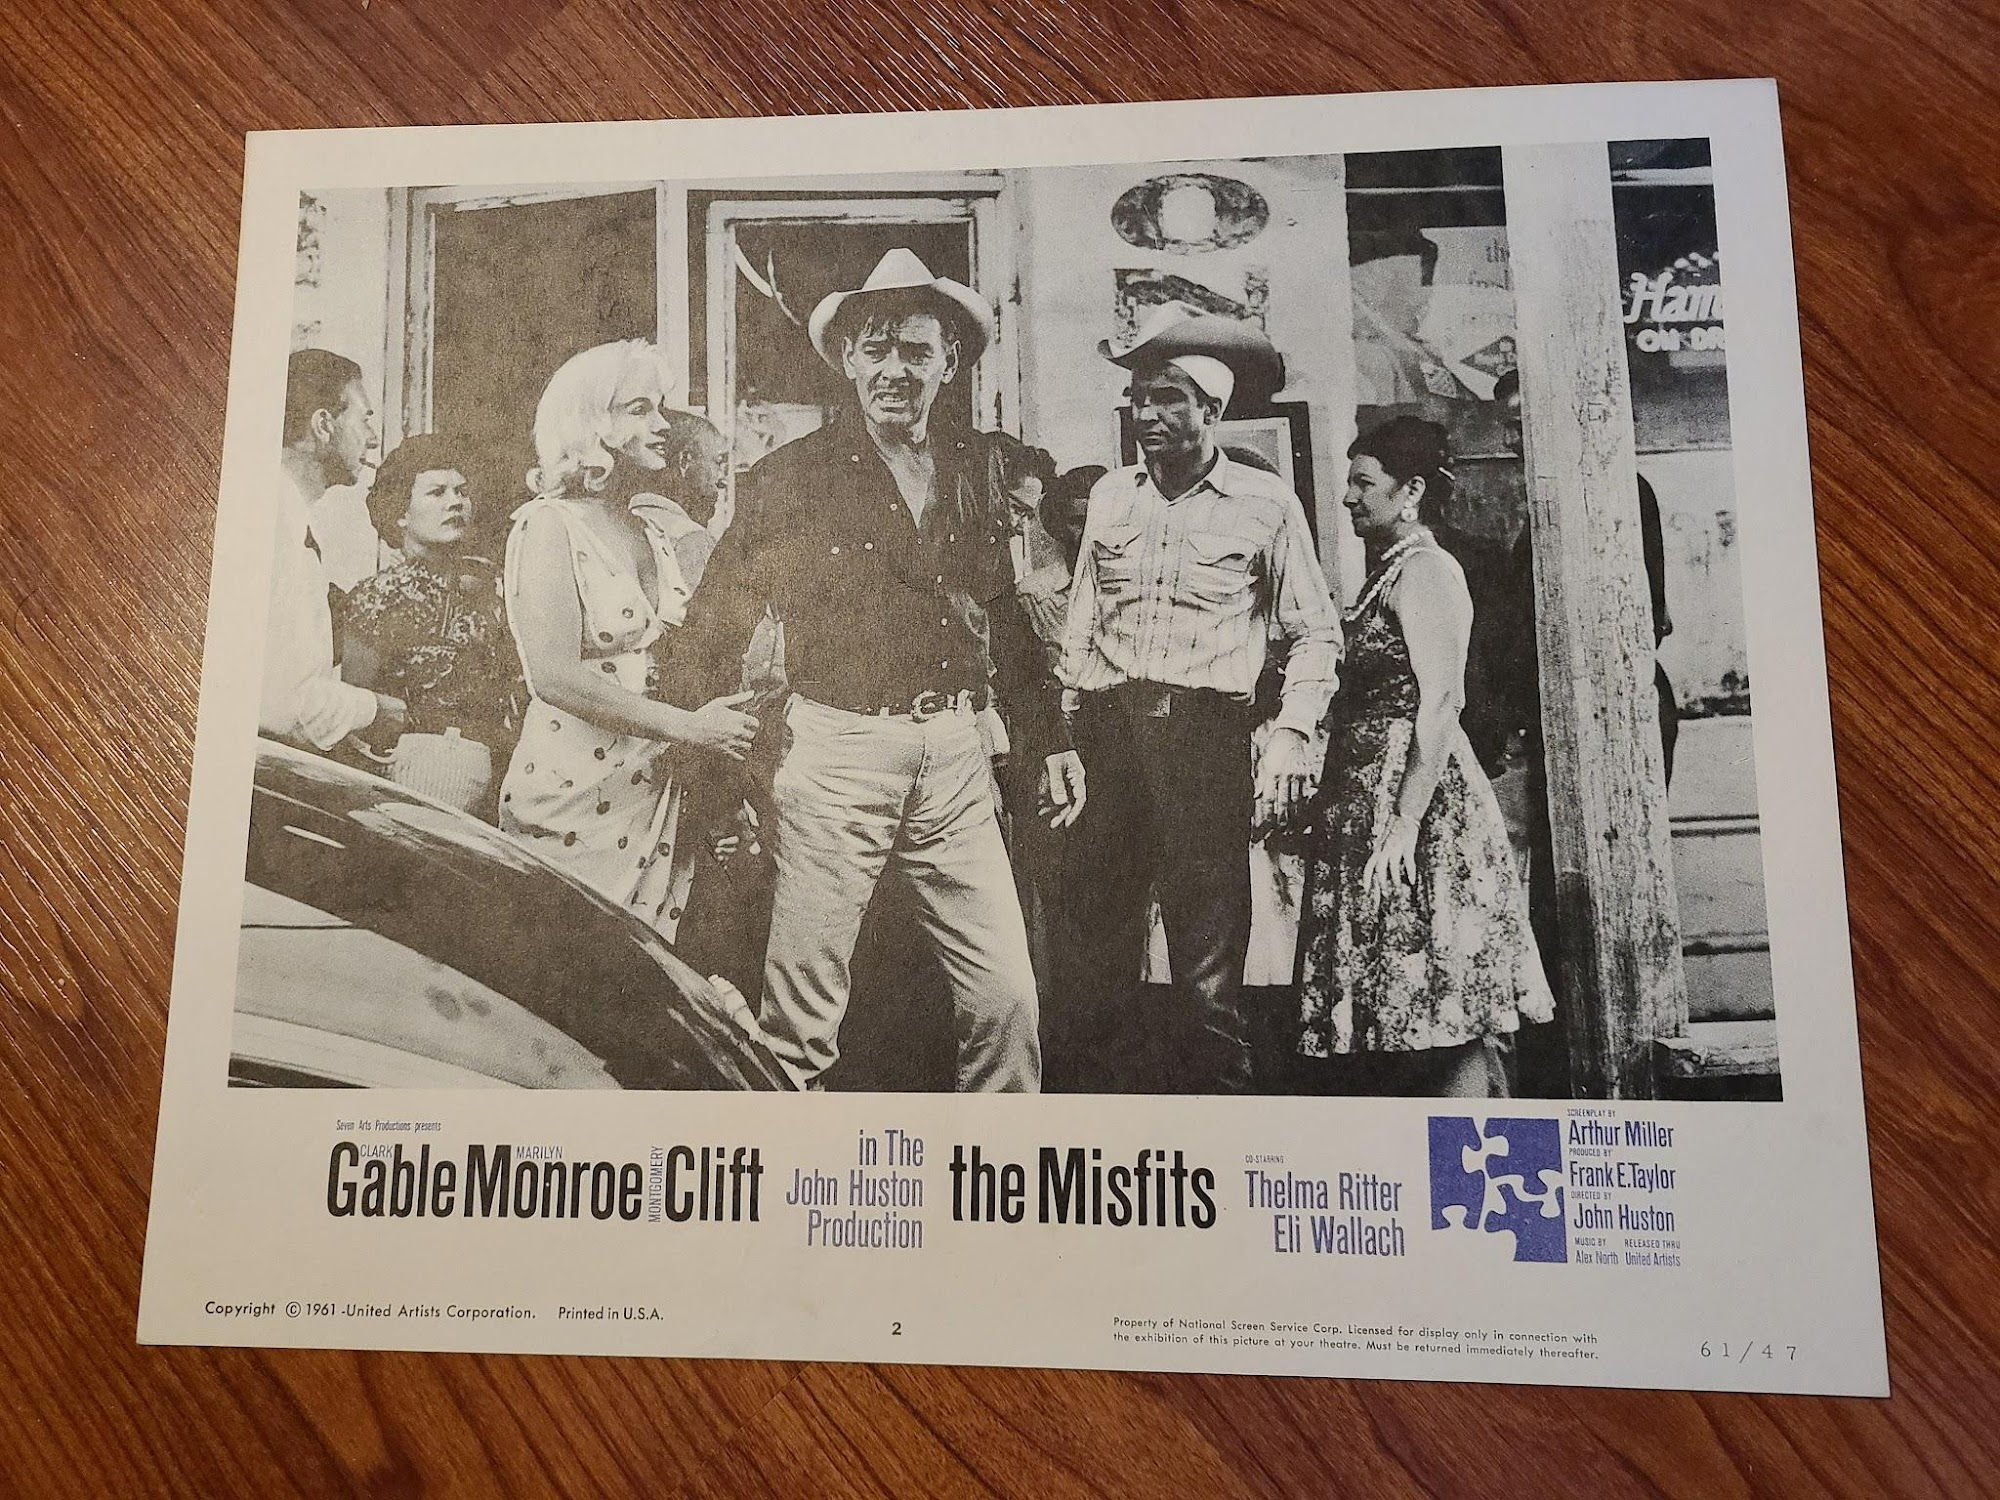 Ham
ON DR
Seven Arts Productions presents
CLARK Gable MARILYN Monroe MONTGOMERY Clift
in The
John Huston
Production
the Misfits
CO-STARRING
Thelma Ritter
Eli Wallach
SCREENPLAY BY
Arthur Miller
PRODUCED BY
Frank E. Taylor
DIRECTED BY
John Huston
MUSIC BY RELEASED THRU
Alex North United Artists
Copyright © 1961 - United Artists Corporation. Printed in U.S.A.
2
Property of National Screen Service Corp. Licensed for display only in connection with
the exhibition of this picture at your theatre. Must be returned immediately thereafter.
61/47